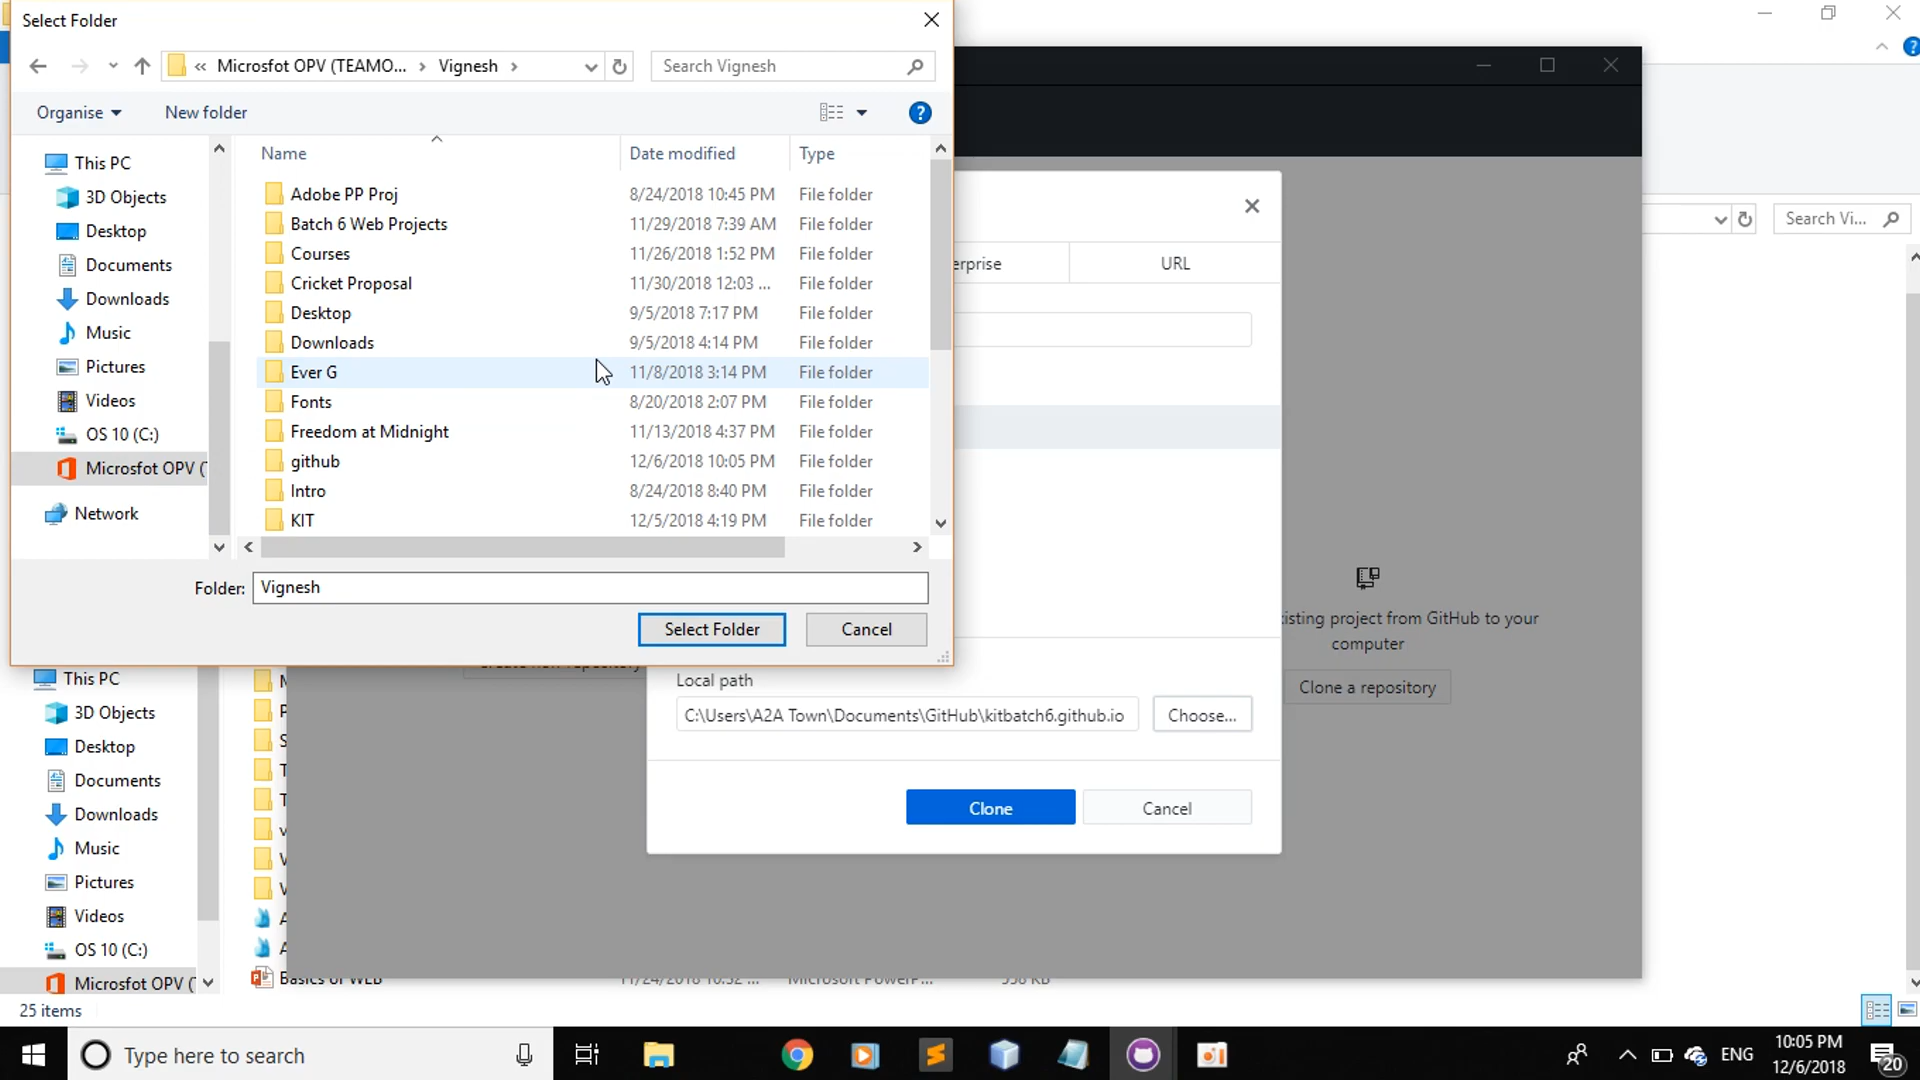 Select Folder
« Microsfot OPV (TEAMO... › Vignesh ›
Search Vignesh
Organise
New folder
Name
Date modified
Type
This PC
3D Objects
Desktop
Documents
Downloads
Music
Pictures
Videos
OS 10 (C:)
Microsfot OPV (
Network
Adobe PP Proj 8/24/2018 10:45 PM File folder
Batch 6 Web Projects 11/29/2018 7:39 AM File folder
Courses 11/26/2018 1:52 PM File folder
Cricket Proposal 11/30/2018 12:03 ... File folder
Desktop 9/5/2018 7:17 PM File folder
Downloads 9/5/2018 4:14 PM File folder
Ever G 11/8/2018 3:14 PM File folder
Fonts 8/20/2018 2:07 PM File folder
Freedom at Midnight 11/13/2018 4:37 PM File folder
github 12/6/2018 10:05 PM File folder
Intro 8/24/2018 8:40 PM File folder
KIT 12/5/2018 4:19 PM File folder
Folder: Vignesh
Select Folder
Cancel
erprise
URL
Search Vi...
isting project from GitHub to your
computer
Clone a repository
Local path
C:\Users\A2A Town\Documents\GitHub\kitbatch6.github.io
Choose...
Clone
Cancel
This PC
3D Objects
Desktop
Documents
Downloads
Music
Pictures
Videos
OS 10 (C:)
Microsfot OPV (
Basics of WEB
25 items
Type here to search
ENG
10:05 PM
12/6/2018
20